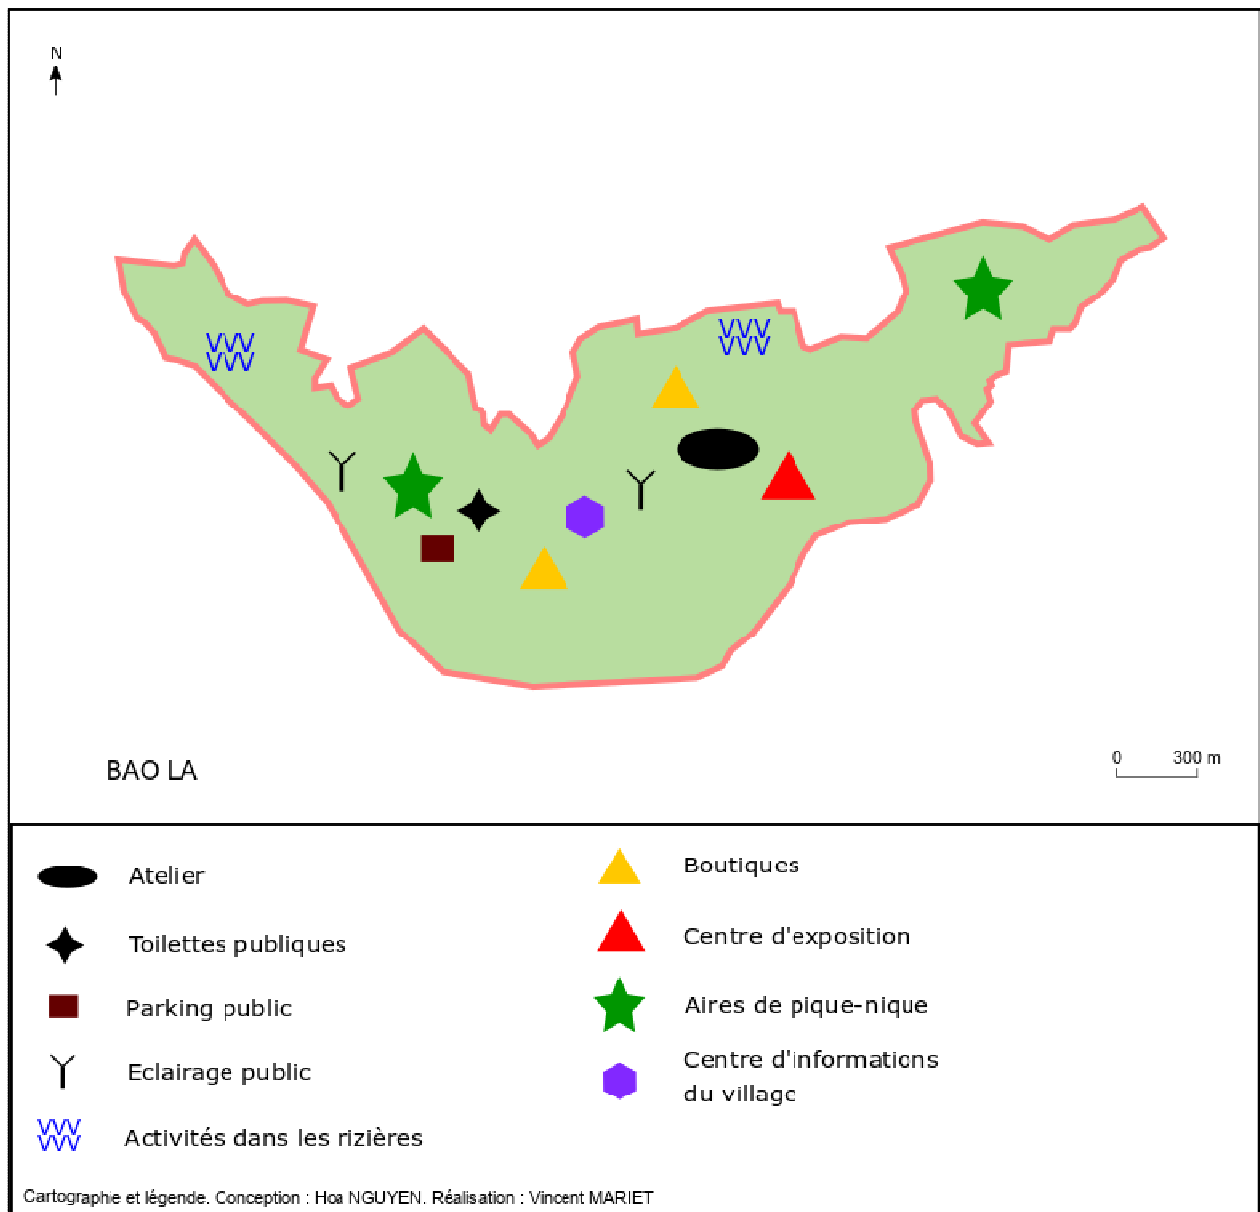 N
BAO LA
0 300 m
Atelier
Toilettes publiques
Parking public
Eclairage public
Activités dans les rizières
Boutiques
Centre d'exposition
Aires de pique-nique
Centre d'informations
du village
Cartographie et légende. Conception : Hoa NGUYEN. Réalisation : Vincent MARIET